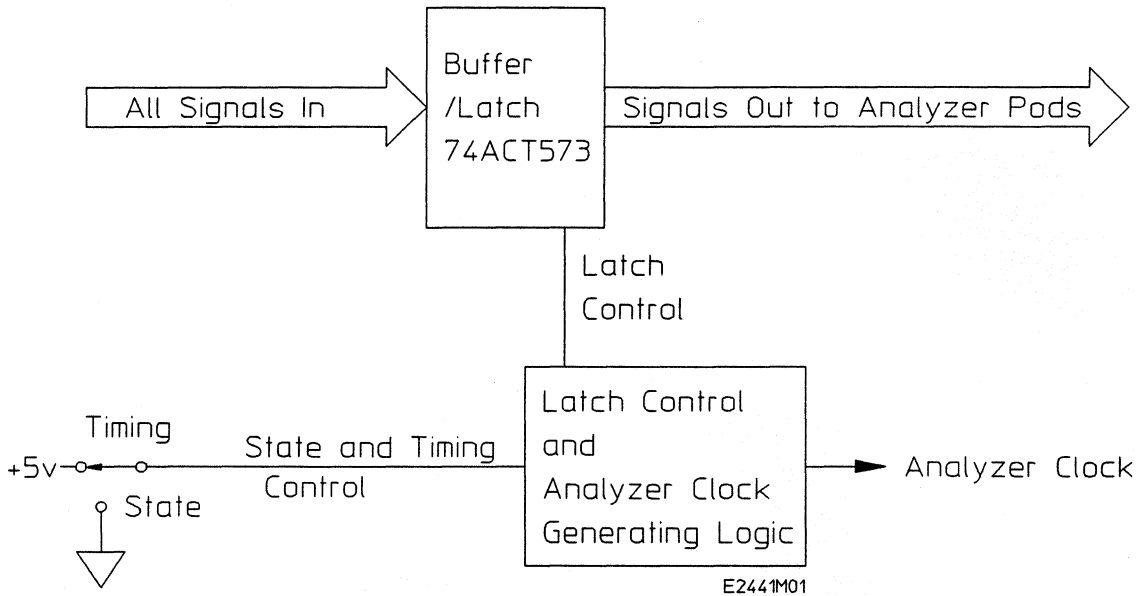 Buffer
/Latch
74ACT573
All Signals In
Signals Out to Analyzer Pods
Latch
Control
Latch Control
and
Analyzer Clock
Generating Logic
Timing
+5v
State
State and Timing
Control
Analyzer Clock
E2441M01